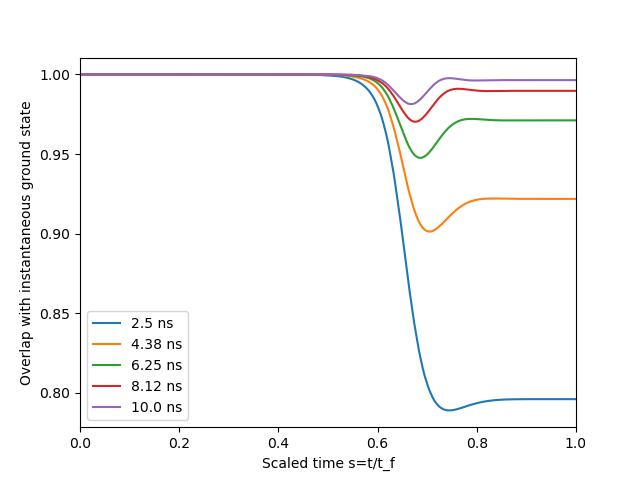 1.00
0.95
0.90
0.85
0.80
Overlap with instantaneous ground state
2.5 ns
4.38 ns
6.25 ns
8.12 ns
10.0 ns
0.0 0.2 0.4 0.6 0.8 1.0
Scaled time s=t/t_f